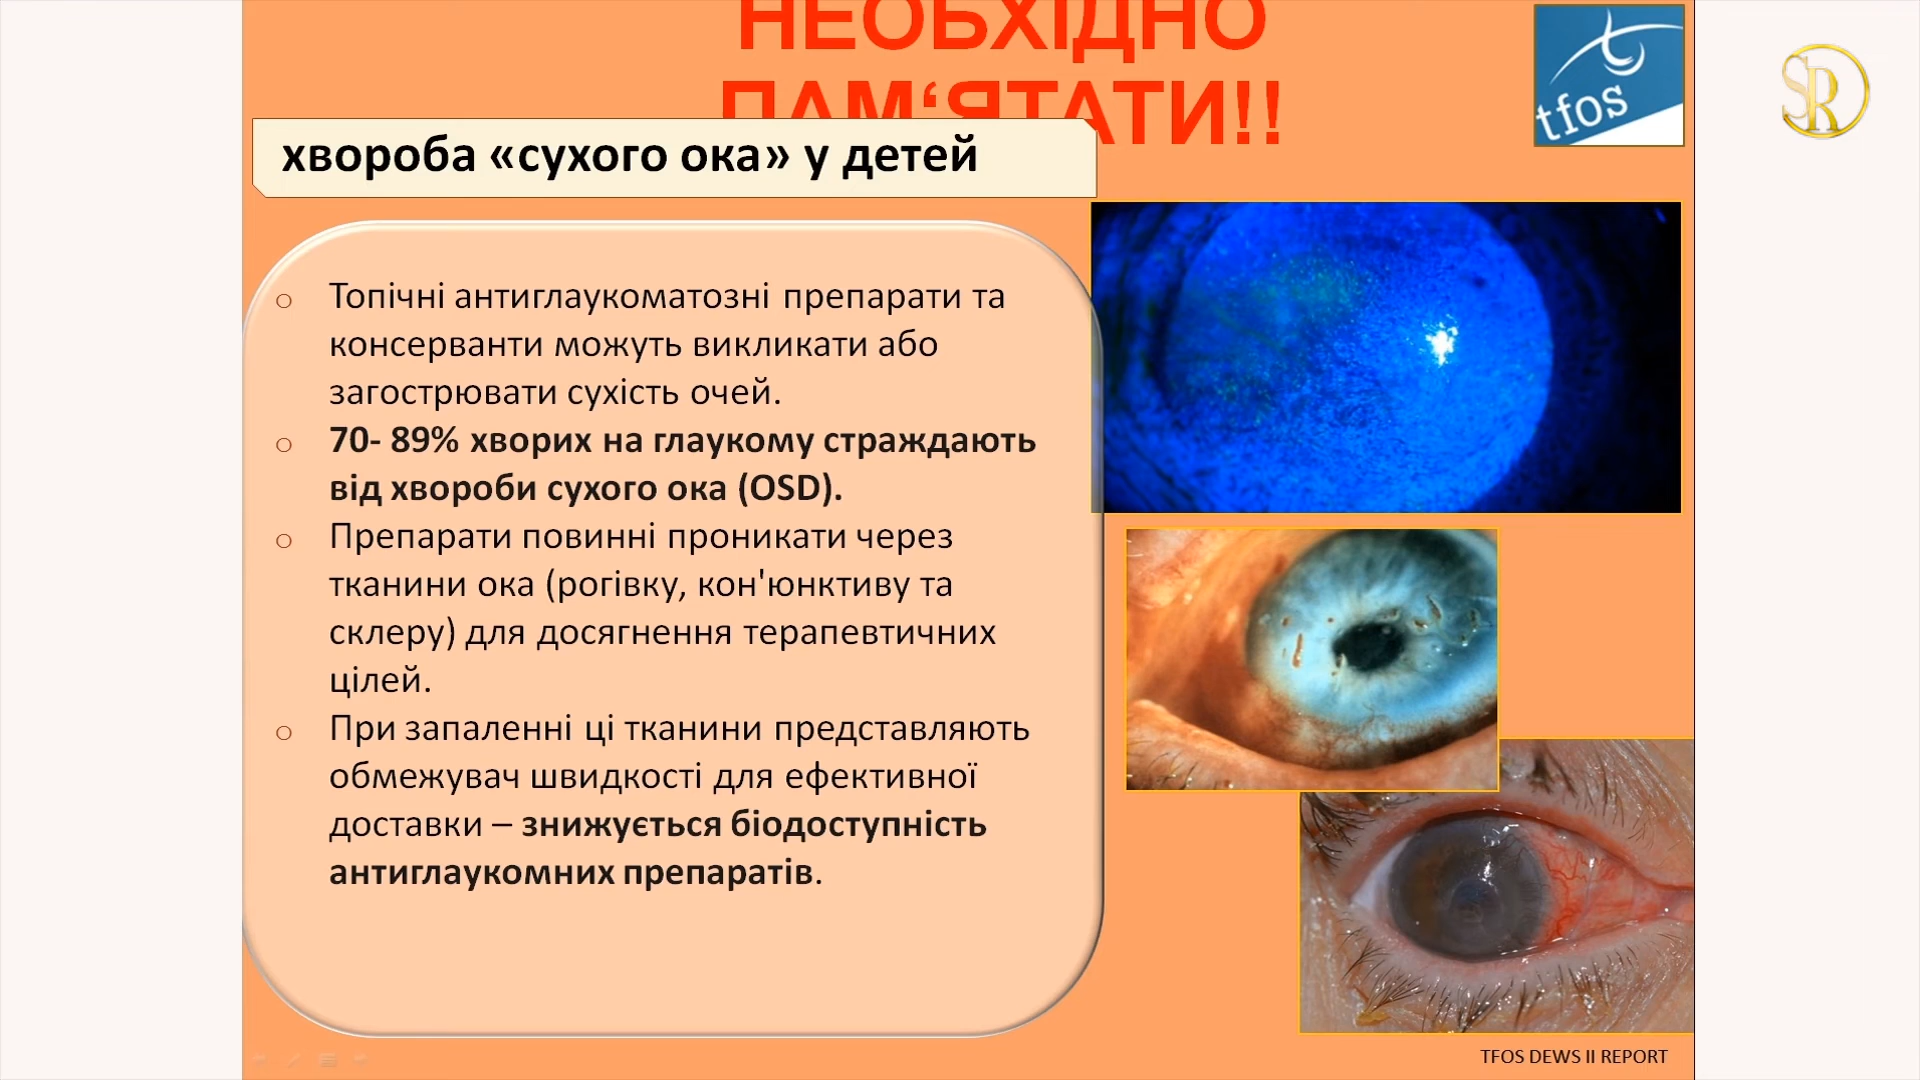 НЕОБХІДНО
ПАМ‘ЯТАТИ!!
tfos
SR
хвороба «сухого ока» у детей
o Топічні антиглаукоматозні препарати та
консерванти можуть викликати або
загострювати сухість очей.
o 70- 89% хворих на глаукому страждають
від хвороби сухого ока (OSD).
o Препарати повинні проникати через
тканини ока (рогівку, кон'юнктиву та
склеру) для досягнення терапевтичних
цілей.
o При запаленні ці тканини представляють
обмежувач швидкості для ефективної
доставки – знижується біодоступність
антиглаукомних препаратів.
TFOS DEWS II REPORT